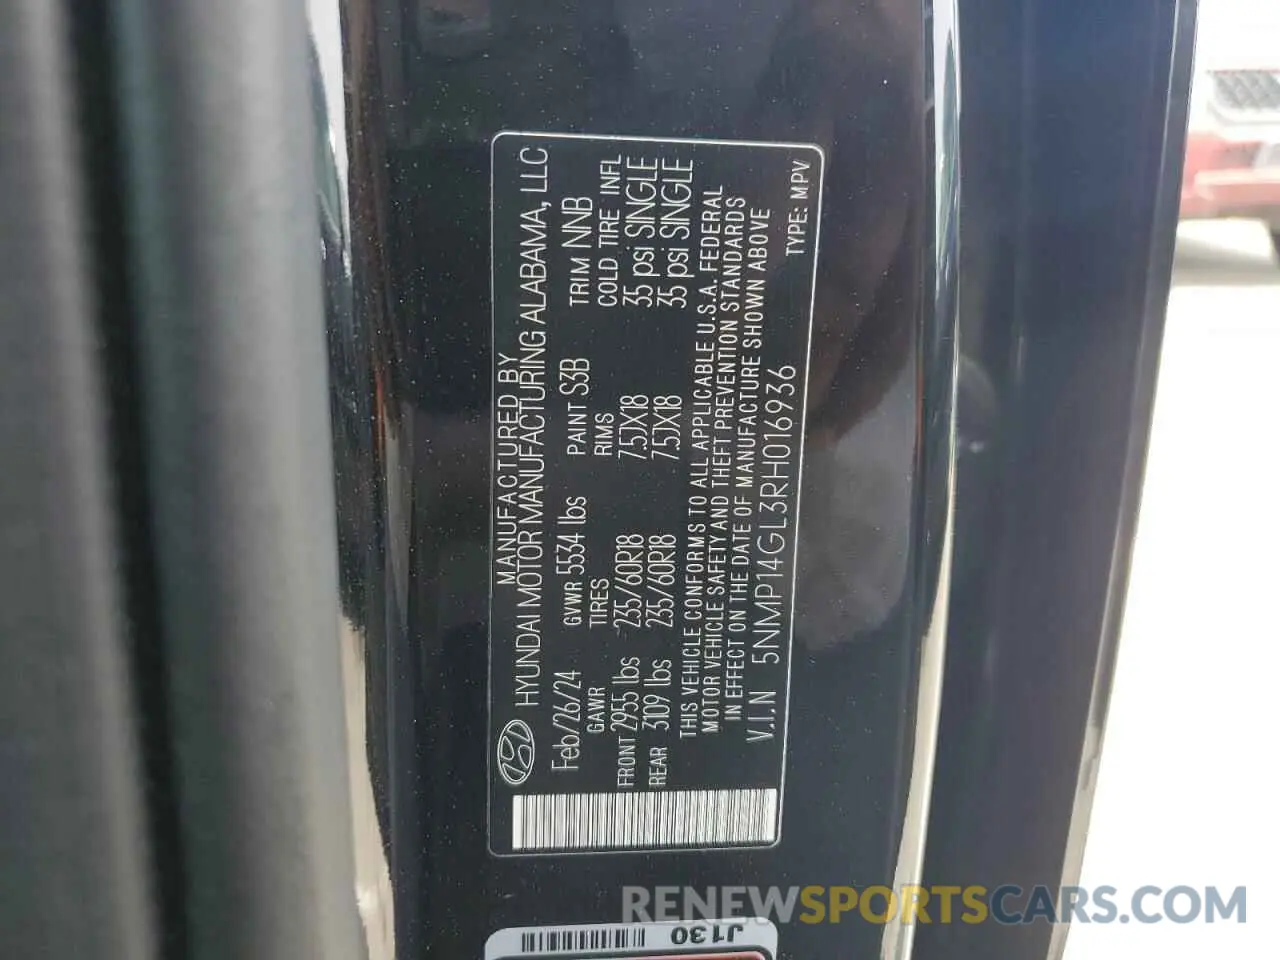 MANUFACTURED BY
HYUNDAI MOTOR MANUFACTURING ALABAMA, LLC
Feb/26/24 GVWR 5534 lbs PAINT S3B TRIM NNB
GAWR TIRES RIMS COLD TIRE INFL
FRONT 2955 lbs 235/60R18 7.5JX18 35 psi SINGLE
REAR 3109 lbs 235/60R18 7.5JX18 35 psi SINGLE
THIS VEHICLE CONFORMS TO ALL APPLICABLE U.S.A. FEDERAL
MOTOR VEHICLE SAFETY AND THEFT PREVENTION STANDARDS
IN EFFECT ON THE DATE OF MANUFACTURE SHOWN ABOVE
V.I.N 5NMP14GL3RH016936 TYPE: MPV
J130
RENEWSPORTSCARS.COM